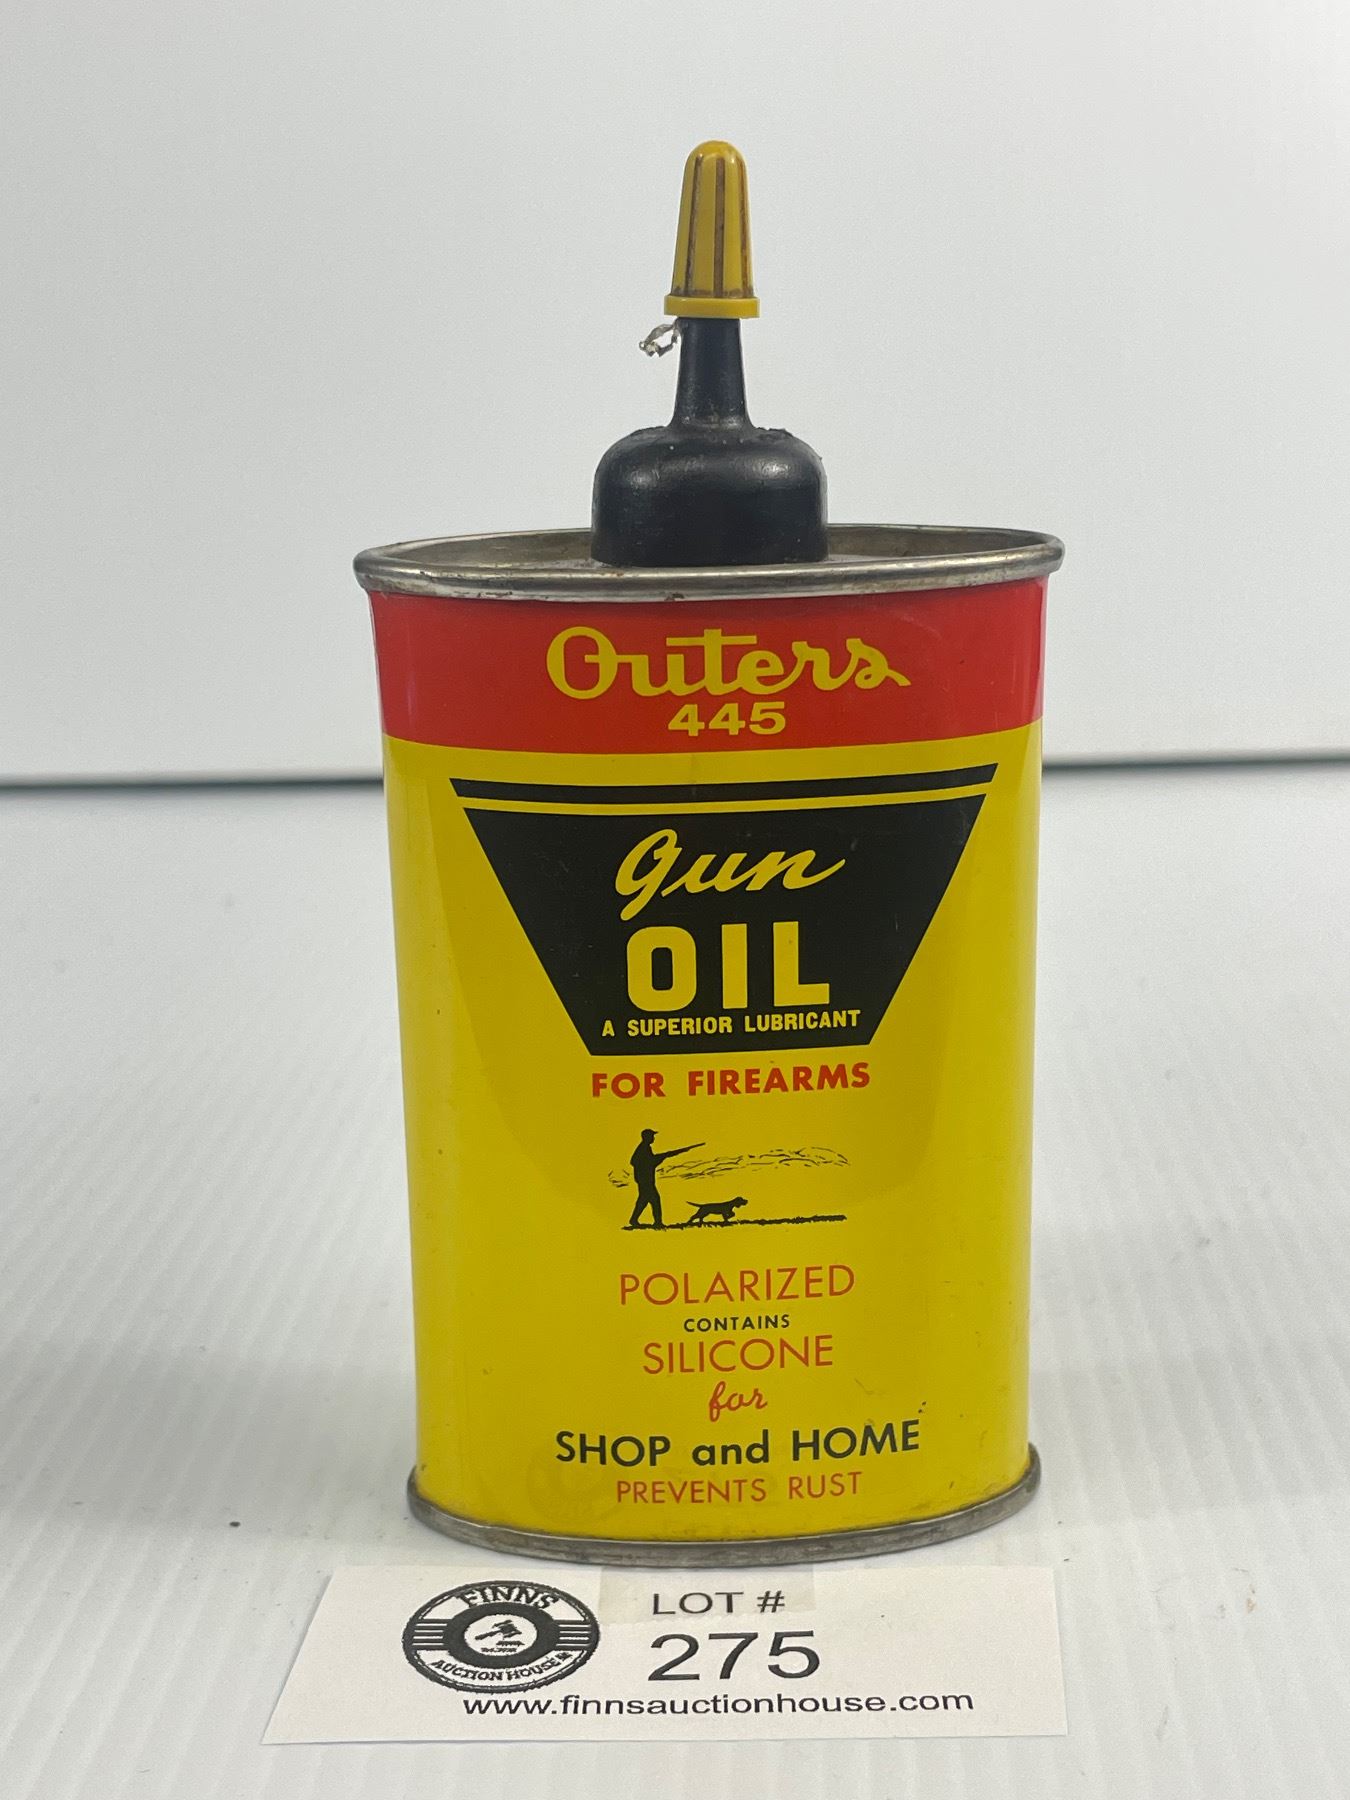 Outers
445
Gun
OIL
A SUPERIOR LUBRICANT
FOR FIREARMS
POLARIZED
CONTAINS
SILICONE
for
SHOP and HOME
PREVENTS RUST
FINNS
AUCTION HOUSE
LOT #
275
www.finnsauctionhouse.com